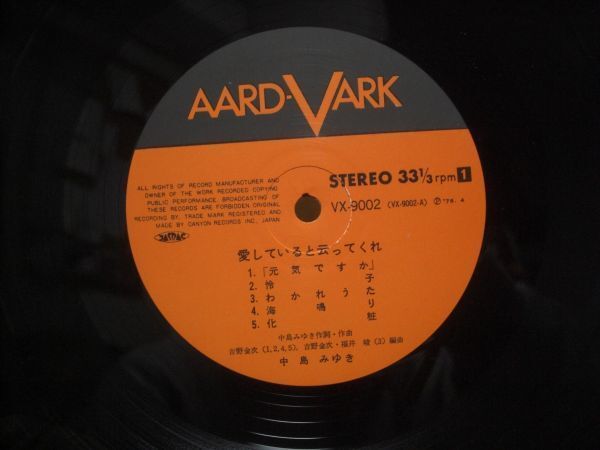 AARD-VARK
ALL RIGHTS OF RECORD MANUFACTURER AND
OWNER OF THE WORK RECORDED COPYING
PUBLIC PERFORMANCE, BROADCASTING OF
THESE RECORDS ARE FORBIDDEN ORIGINAL
RECORDING BY, TRADE MARK REGISTERED AND
MADE BY CANYON RECORDS INC., JAPAN
STEREO 33 1/3 rpm 1
VX-9002 (VX-9002-A) Ⓟ '78. 4
愛していると云ってくれ
1.「元気ですか」
2. 怜子
3. わかれうた
4. 海鳴り
5. 化粧
中島みゆき作詞・作曲
吉野金次(1,2,4,5)、吉野金次・福井 峻(3)編曲
中島みゆき